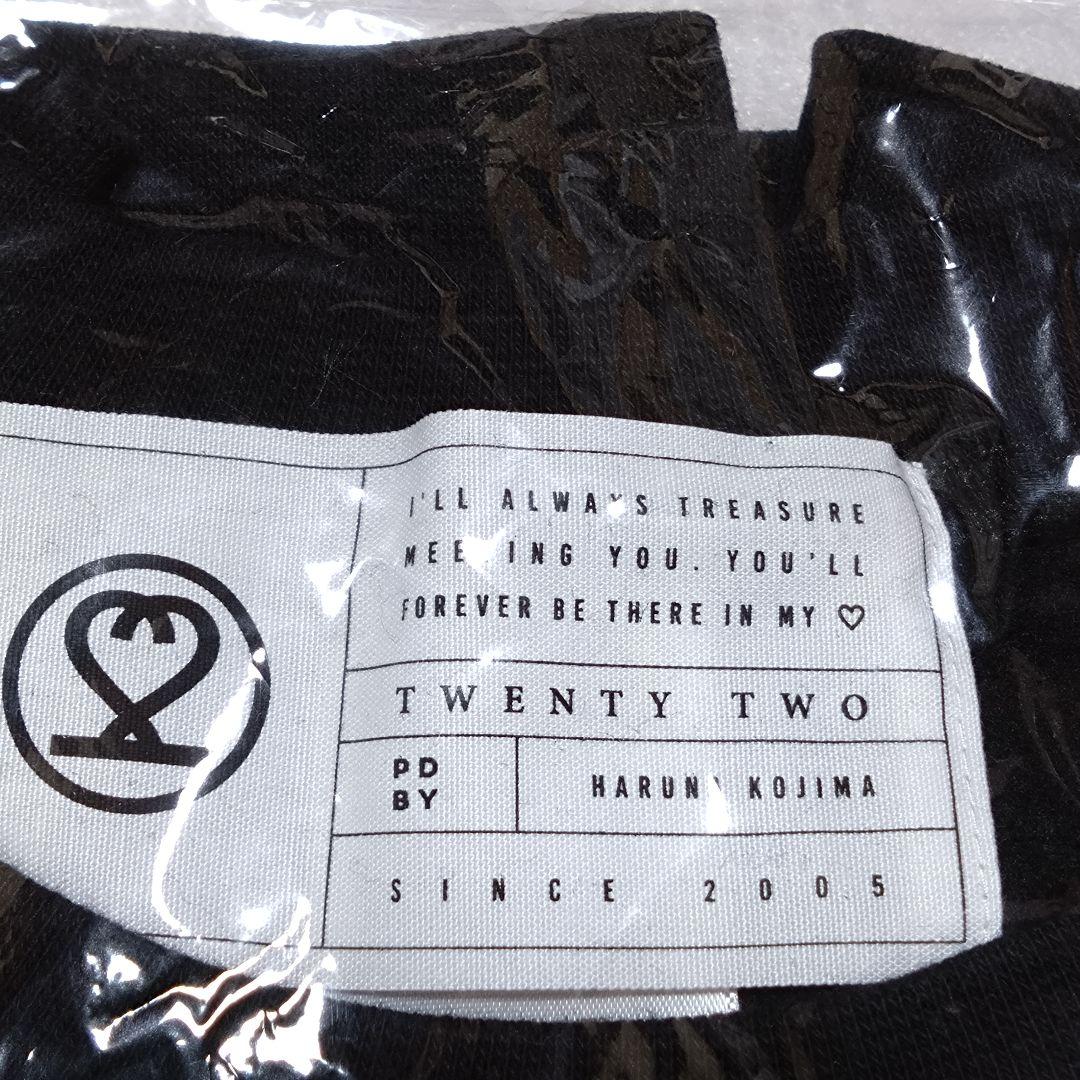 I'LL ALWAYS TREASURE
MEETING YOU. YOU'LL
FOREVER BE THERE IN MY ♡
TWENTY TWO
PD
BY
HARUNA KOJIMA
SINCE 2005